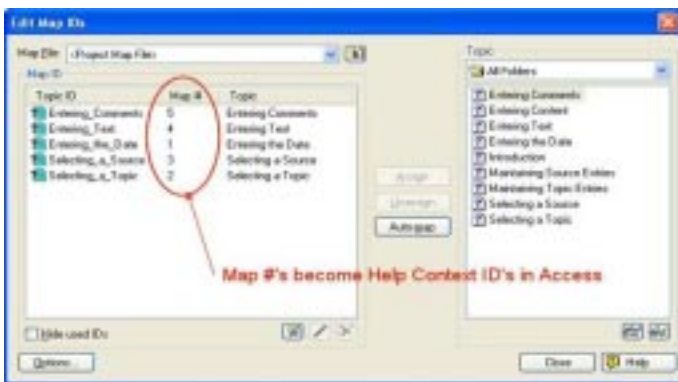 Edit Map IDs
Map File: <Project Map File>
Map ID
Topic ID Map # Topic
Entering_Comments 5 Entering Comments
Entering_Text 4 Entering Text
Entering_the_Date 1 Entering the Date
Selecting_a_Source 3 Selecting a Source
Selecting_a_Topic 2 Selecting a Topic
Hide used IDs
Options...
Assign
Unassign
Auto-map
Map #'s become Help Context ID's in Access
Topic
All Folders
Entering Comments
Entering Content
Entering Text
Entering the Date
Introduction
Maintaining Source Entries
Maintaining Topic Entries
Selecting a Source
Selecting a Topic
Close
Help